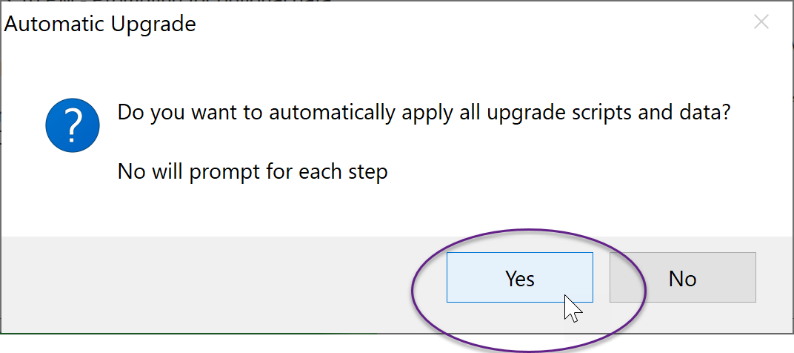 Automatic Upgrade
Do you want to automatically apply all upgrade scripts and data?
No will prompt for each step
Yes
No